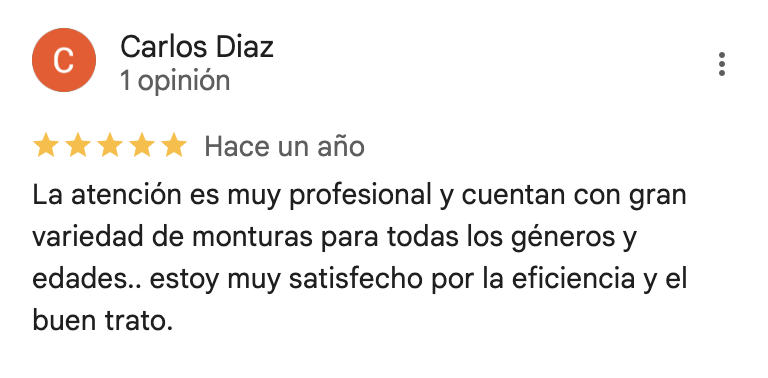 C
Carlos Diaz
1 opinión
Hace un año
La atención es muy profesional y cuentan con gran
variedad de monturas para todas los géneros y
edades.. estoy muy satisfecho por la eficiencia y el
buen trato.